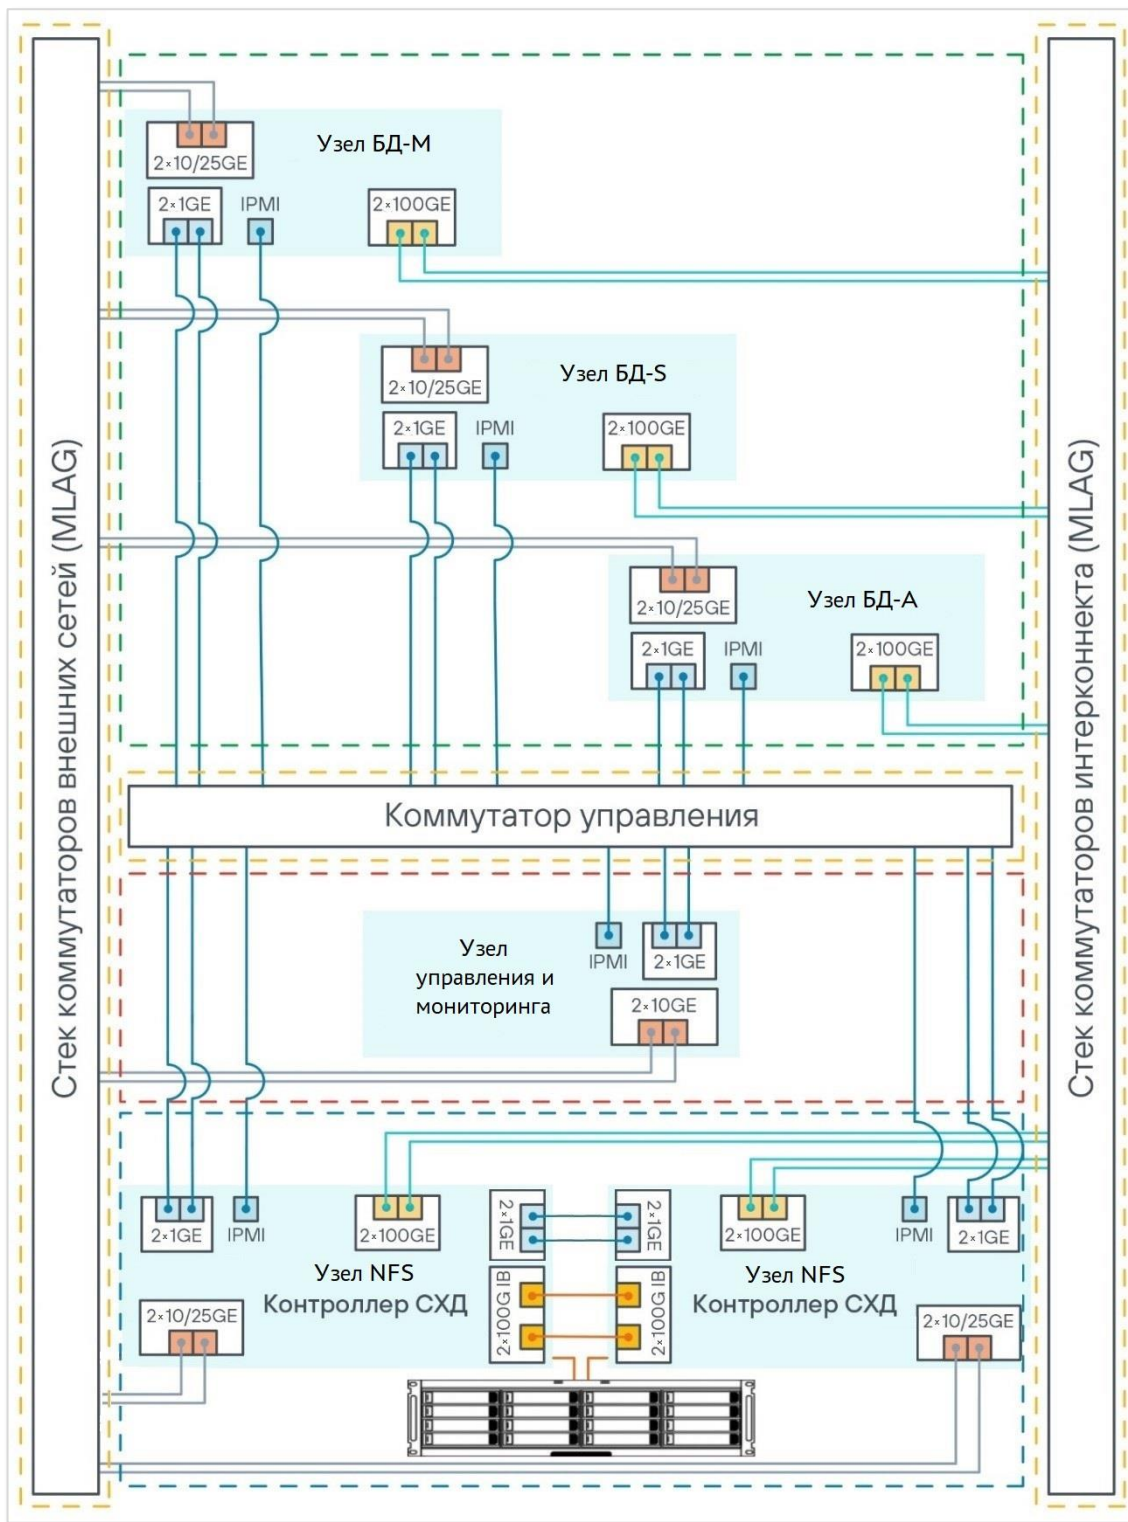 Стек коммутаторов внешних сетей (MLAG)
Стек коммутаторов интерконнекта (MLAG)
Узел БД-М
2×10/25GE
2×1GE
IPMI
2×100GE
Узел БД-S
2×10/25GE
2×1GE
IPMI
2×100GE
Узел БД-А
2×10/25GE
2×1GE
IPMI
2×100GE
Коммутатор управления
Узел
управления и
мониторинга
IPMI
2×1GE
2×10GE
2×1GE
IPMI
2×100GE
2×1GE
Узел NFS
Контроллер СХД
2×100G IB
2×10/25GE
2×1GE
2×100GE
IPMI
2×1GE
Узел NFS
Контроллер СХД
2×100G IB
2×10/25GE